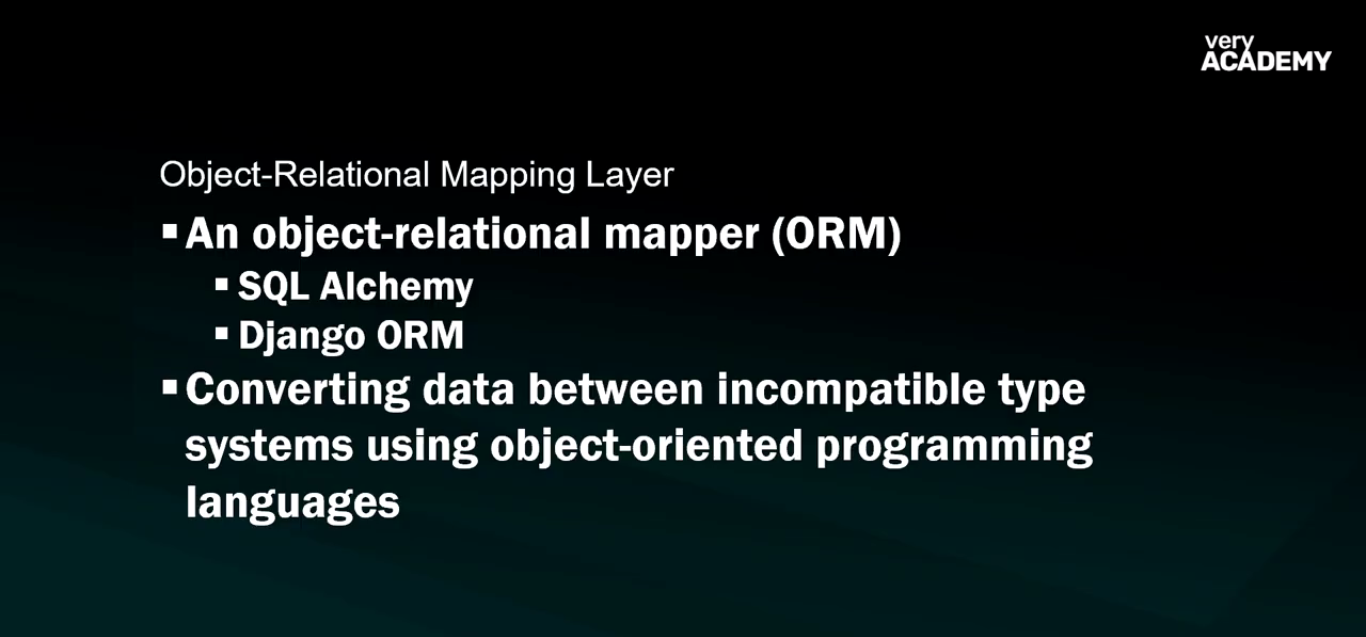 very
ACADEMY
Object-Relational Mapping Layer
▪An object-relational mapper (ORM)
▪SQL Alchemy
▪Django ORM
▪Converting data between incompatible type
systems using object-oriented programming
languages